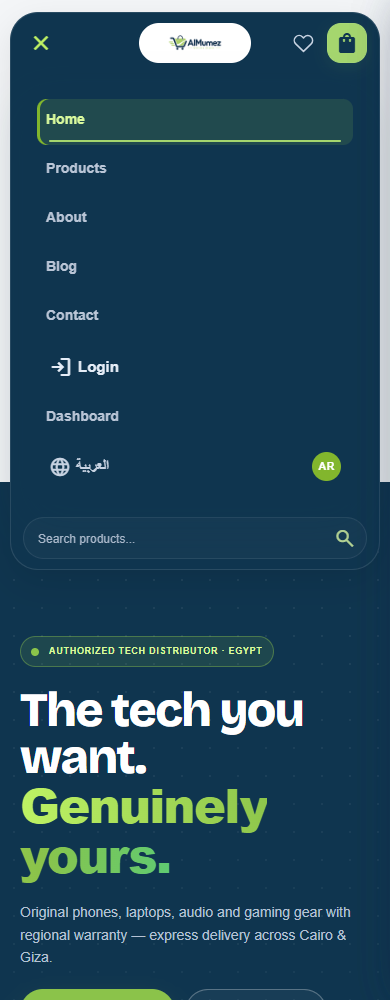 AlMumez
Home
Products
About
Blog
Contact
Login
Dashboard
العربية
AR
Search products...
AUTHORIZED TECH DISTRIBUTOR · EGYPT
The tech you
want.
Genuinely
yours.
Original phones, laptops, audio and gaming gear with
regional warranty — express delivery across Cairo &
Giza.